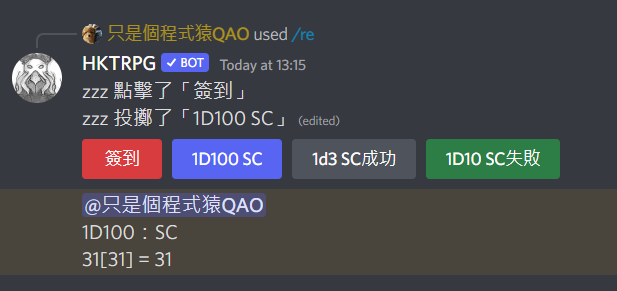 只是個程式猿QAO used /re
HKTRPG ✓ BOT Today at 13:15
zzz 點擊了「簽到」
zzz 投擲了「1D100 SC」 (edited)
簽到 1D100 SC 1d3 SC成功 1D10 SC失敗
@只是個程式猿QAO
1D100：SC
31[31] = 31